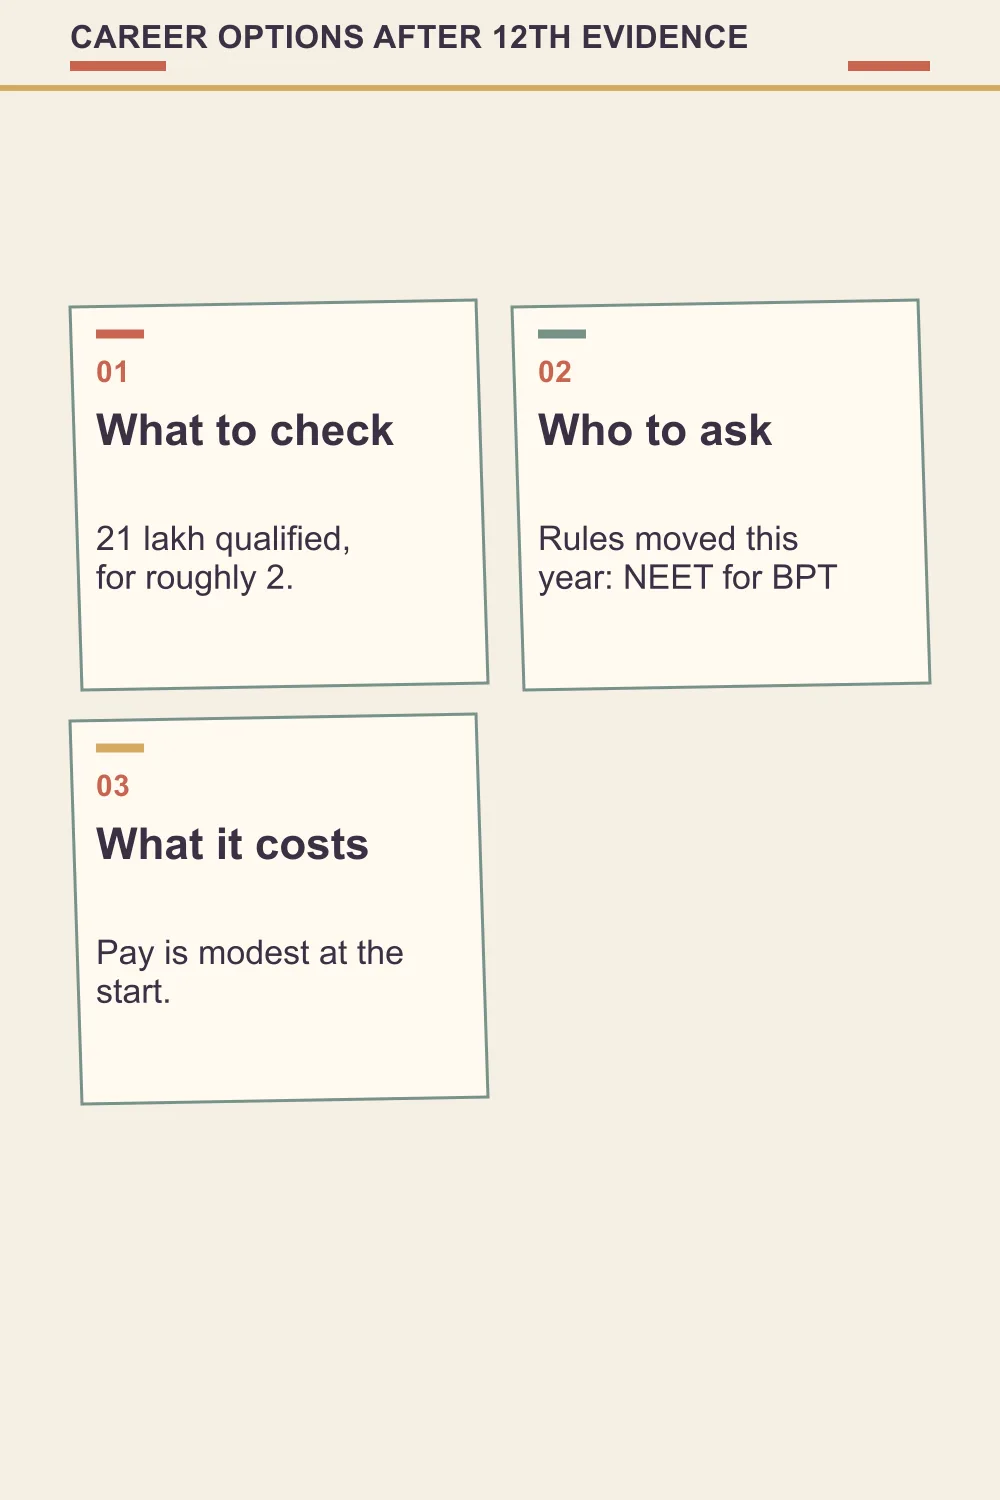 CAREER OPTIONS AFTER 12TH EVIDENCE
01
What to check
21 lakh qualified,
for roughly 2.
02
Who to ask
Rules moved this
year: NEET for BPT
03
What it costs
Pay is modest at the
start.